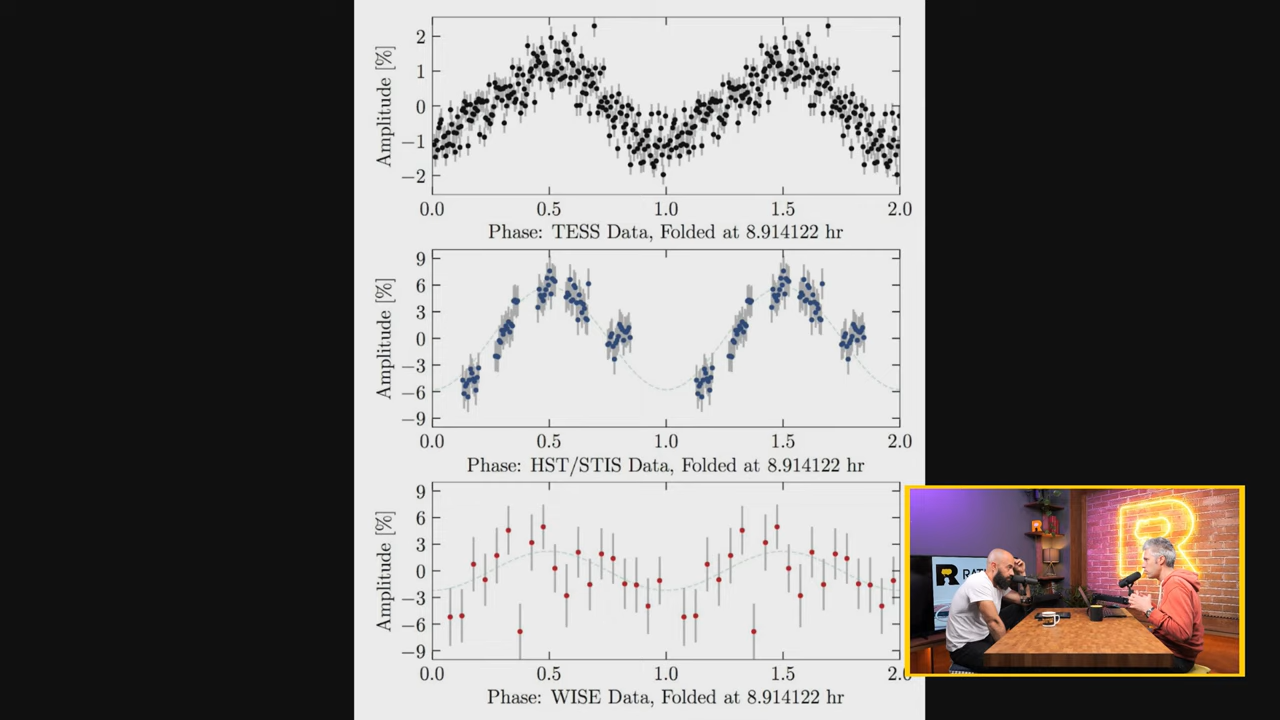 2
1
0
−1
−2
Amplitude [%]
0.0 0.5 1.0 1.5 2.0
Phase: TESS Data, Folded at 8.914122 hr
9
6
3
0
−3
−6
−9
Amplitude [%]
0.0 0.5 1.0 1.5 2.0
Phase: HST/STIS Data, Folded at 8.914122 hr
9
6
3
0
−3
−6
−9
Amplitude [%]
0.0 0.5 1.0 1.5 2.0
Phase: WISE Data, Folded at 8.914122 hr
R